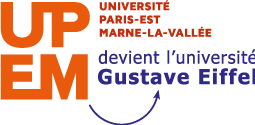 UP
EM
UNIVERSITÉ
PARIS-EST
MARNE-LA-VALLÉE
devient l'université
Gustave Eiffel